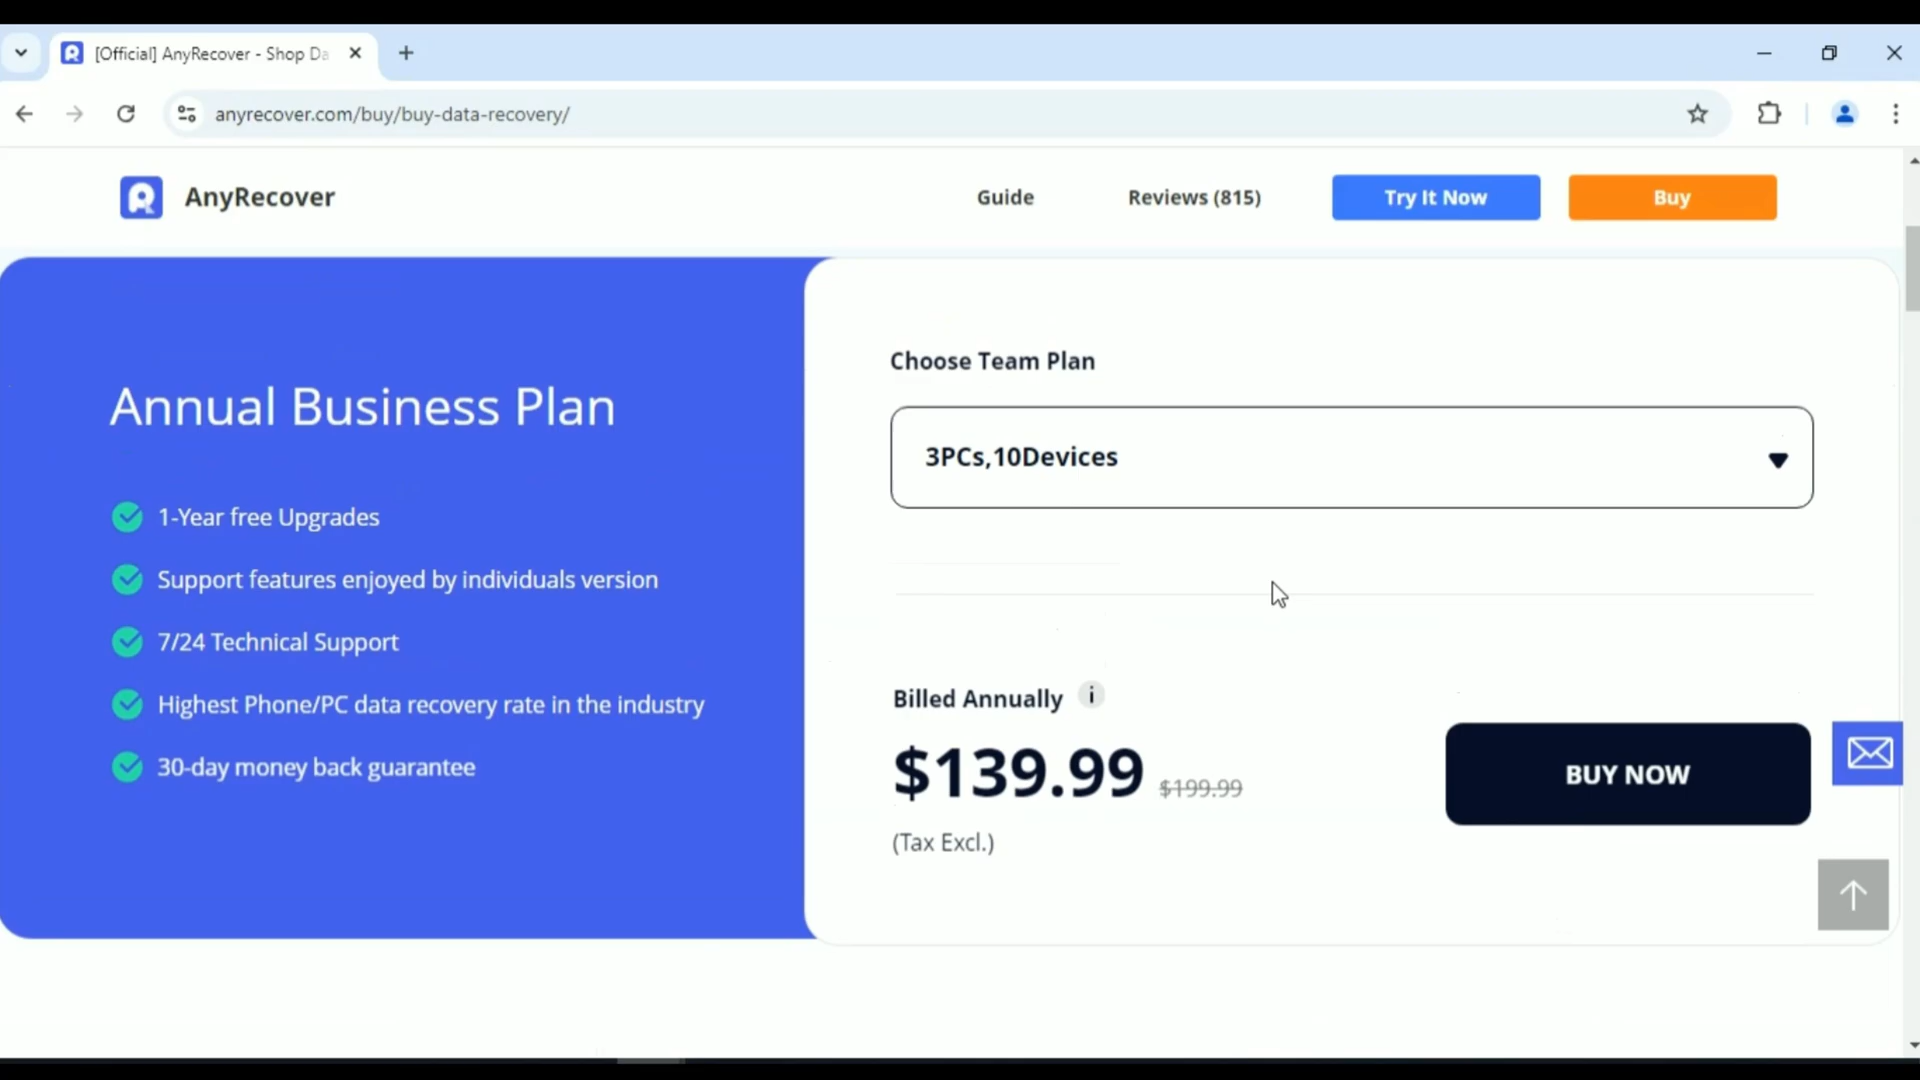 [Official] AnyRecover - Shop Da
anyrecover.com/buy/buy-data-recovery/
AnyRecover
Guide
Reviews (815)
Try It Now
Buy
Annual Business Plan
1-Year free Upgrades
Support features enjoyed by individuals version
7/24 Technical Support
Highest Phone/PC data recovery rate in the industry
30-day money back guarantee
Choose Team Plan
3PCs,10Devices
Billed Annually i
$139.99 $199.99
(Tax Excl.)
BUY NOW